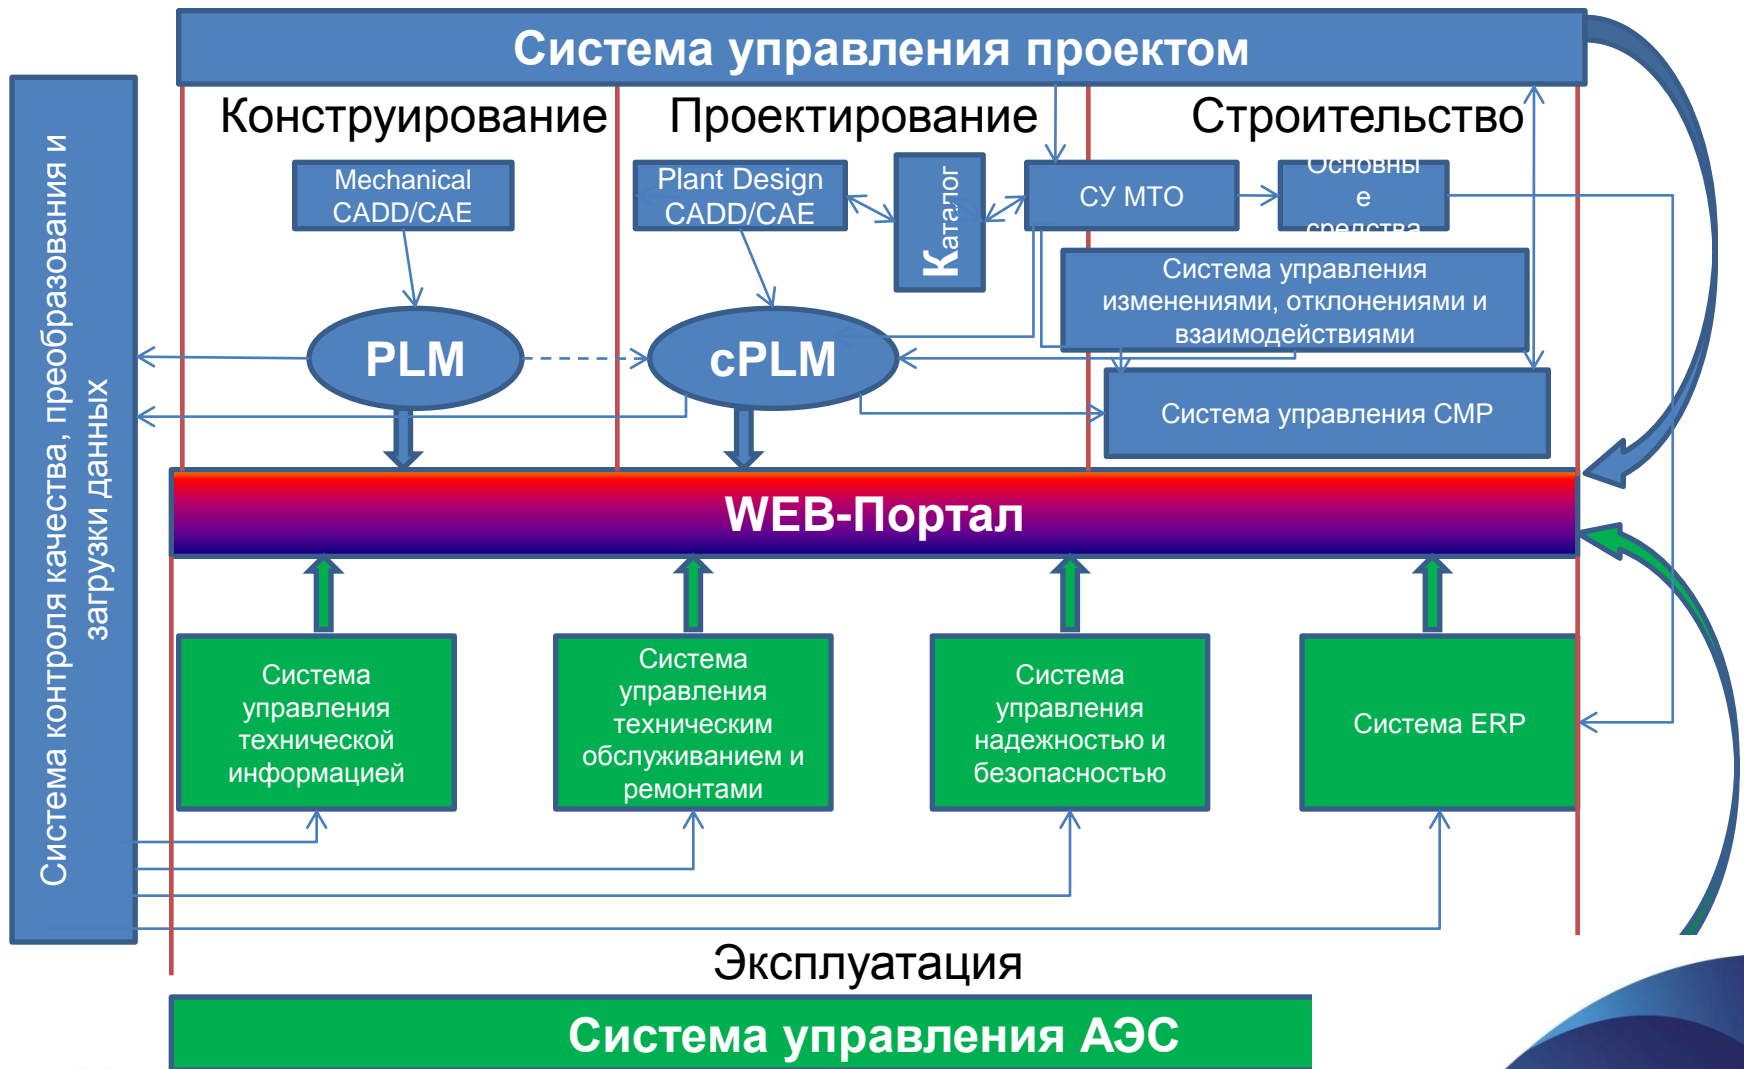 Система управления проектом
Система контроля качества, преобразования и
загрузки данных
Конструирование
Проектирование
Строительство
Mechanical
CADD/CAE
Plant Design
CADD/CAE
Каталог
СУ МТО
Основны
е
средства
Система управления
изменениями, отклонениями и
взаимодействиями
PLM
cPLM
Система управления СМР
WEB-Портал
Система
управления
технической
информацией
Система
управления
техническим
обслуживанием и
ремонтами
Система
управления
надежностью и
безопасностью
Система ERP
Эксплуатация
Система управления АЭС